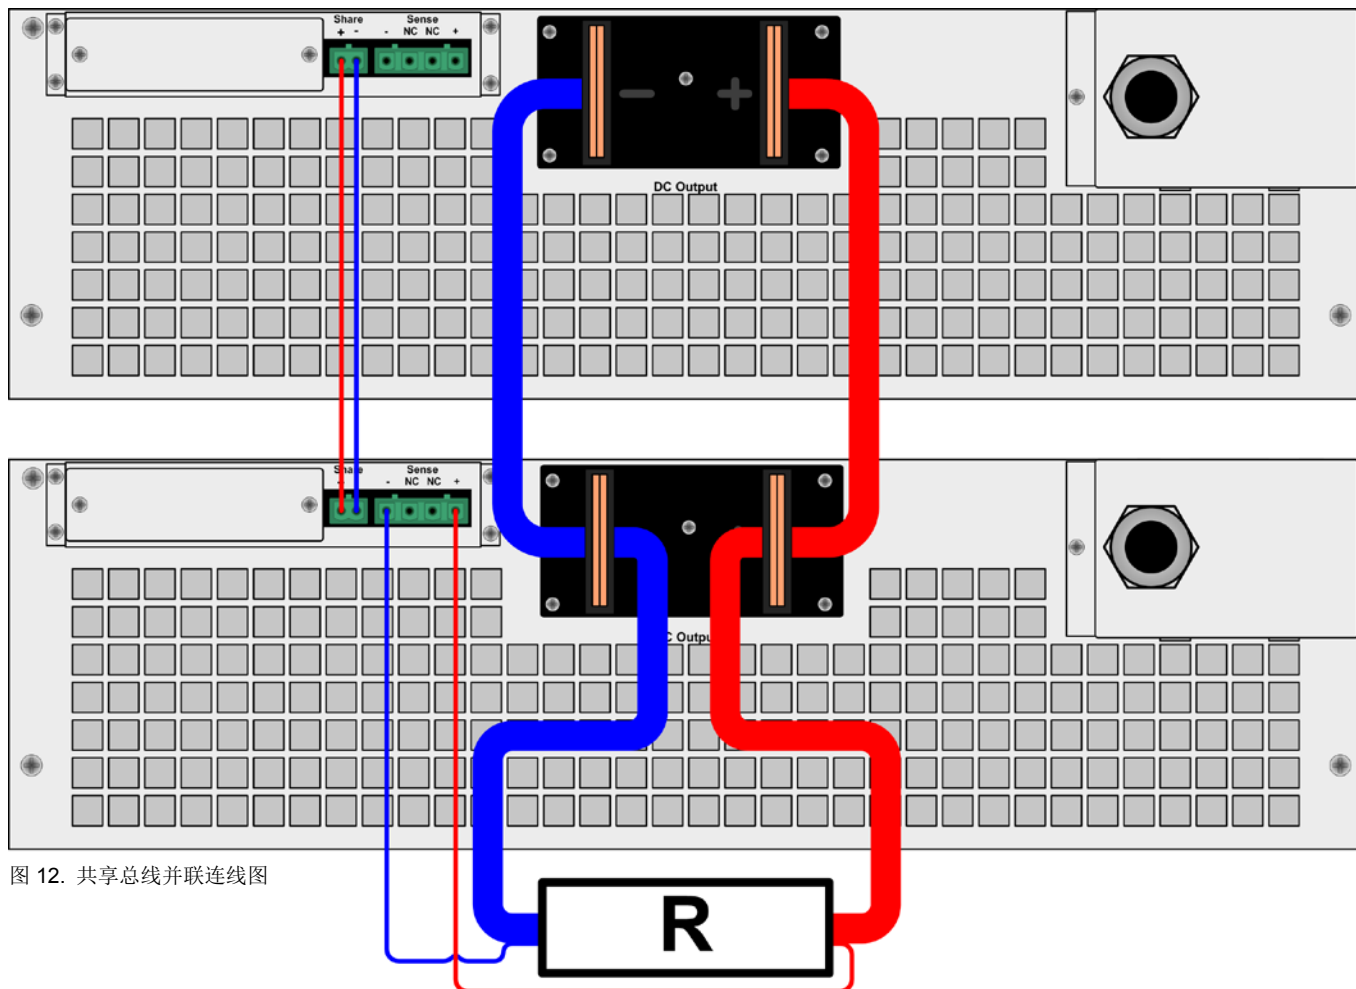 Share Sense
+ - - NC NC +
− +
DC Output
Share Sense
- NC NC +
C Outpu
图 12. 共享总线并联连线图
R